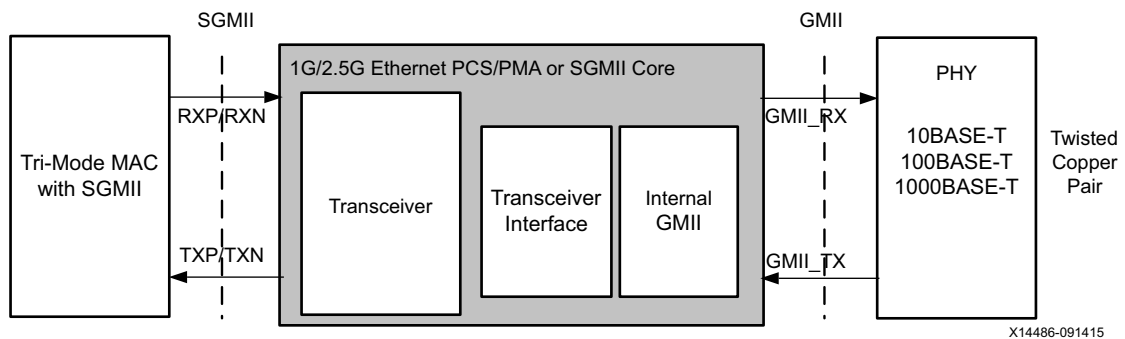 SGMII
GMII
1G/2.5G Ethernet PCS/PMA or SGMII Core
PHY
RXP/RXN
GMII_RX
Tri-Mode MAC
with SGMII
Transceiver
Transceiver
Interface
Internal
GMII
10BASE-T
100BASE-T
1000BASE-T
Twisted
Copper
Pair
TXP/TXN
GMII_TX
X14486-091415